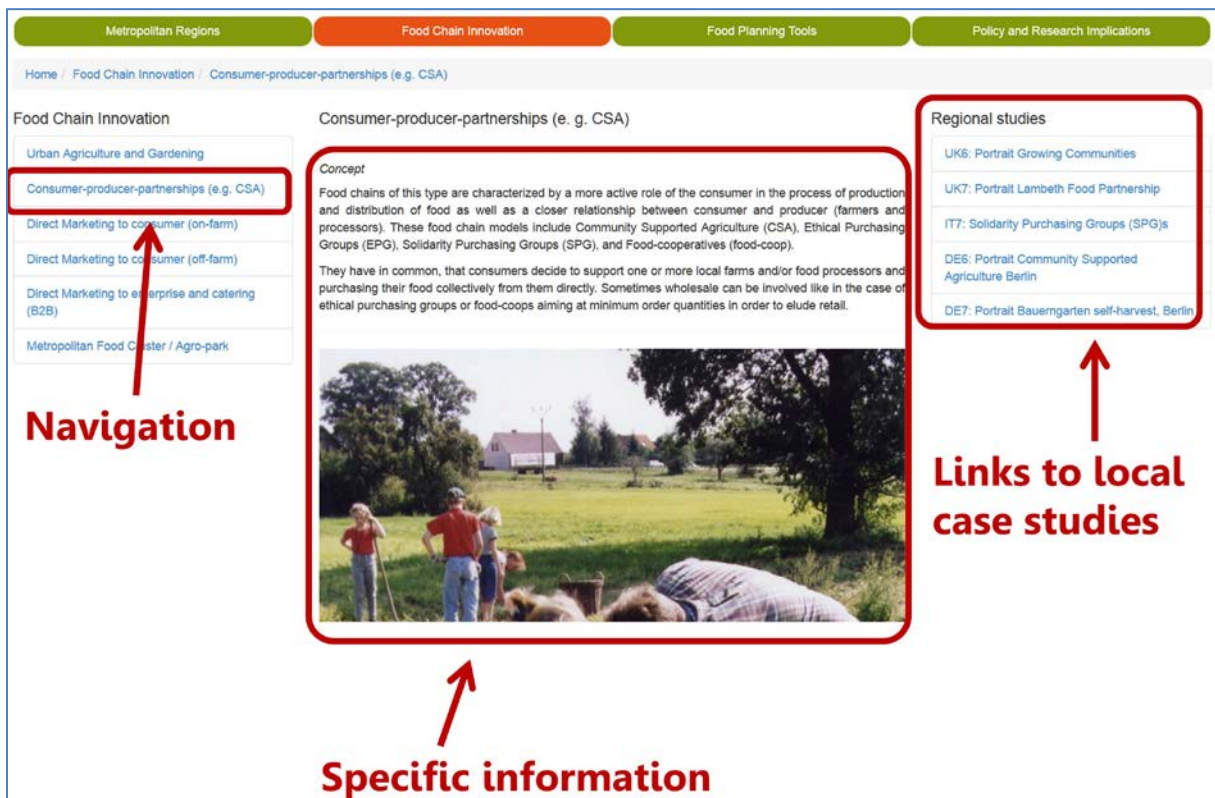 Metropolitan Regions
Food Chain Innovation
Food Planning Tools
Policy and Research Implications
Home / Food Chain Innovation / Consumer-producer-partnerships (e.g. CSA)
Food Chain Innovation
Urban Agriculture and Gardening
Consumer-producer-partnerships (e.g. CSA)
Direct Marketing to consumer (on-farm)
Direct Marketing to consumer (off-farm)
Direct Marketing to enterprise and catering
(B2B)
Metropolitan Food Cluster / Agro-park
Navigation
Consumer-producer-partnerships (e. g. CSA)
Concept
Food chains of this type are characterized by a more active role of the consumer in the process of production
and distribution of food as well as a closer relationship between consumer and producer (farmers and
processors). These food chain models include Community Supported Agriculture (CSA), Ethical Purchasing
Groups (EPG), Solidarity Purchasing Groups (SPG), and Food-cooperatives (food-coop).
They have in common, that consumers decide to support one or more local farms and/or food processors and
purchasing their food collectively from them directly. Sometimes wholesale can be involved like in the case of
ethical purchasing groups or food-coops aiming at minimum order quantities in order to elude retail.
Specific information
Regional studies
UK6: Portrait Growing Communities
UK7: Portrait Lambeth Food Partnership
IT7: Solidarity Purchasing Groups (SPG)s
DE6: Portrait Community Supported
Agriculture Berlin
DE7: Portrait Bauerngarten self-harvest, Berlin
Links to local
case studies